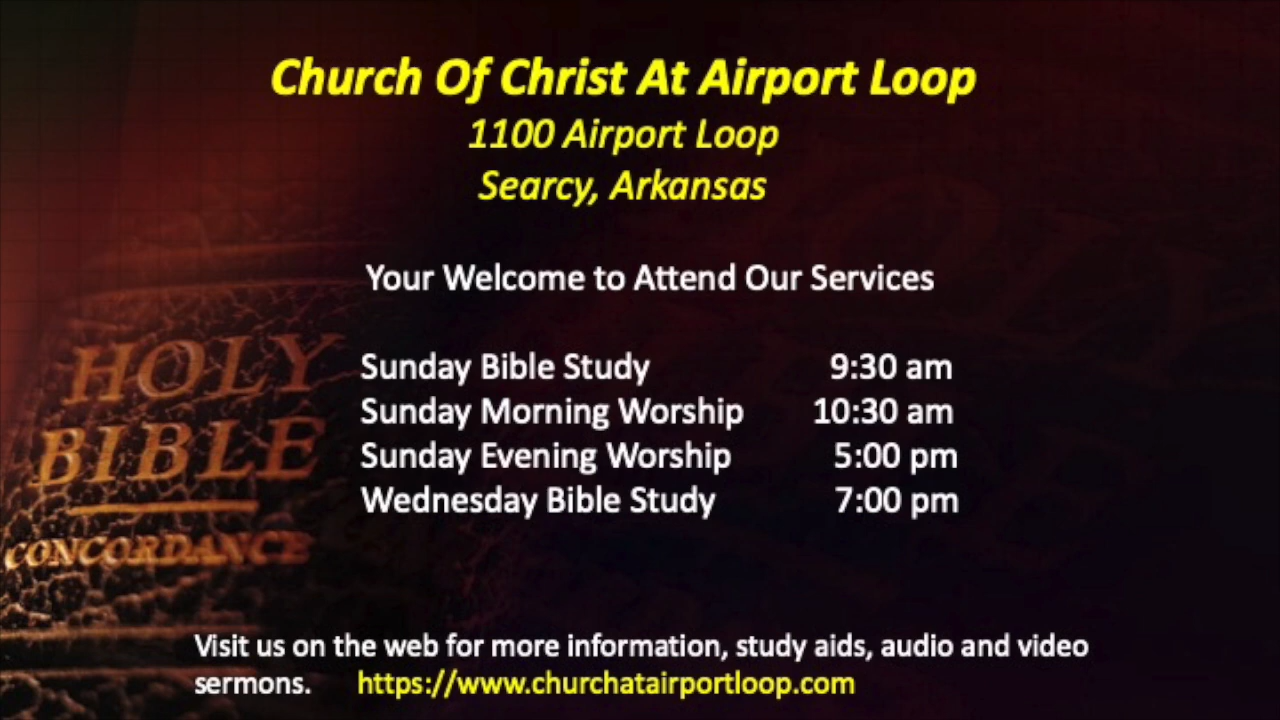 Church Of Christ At Airport Loop
1100 Airport Loop
Searcy, Arkansas
Your Welcome to Attend Our Services
Sunday Bible Study 9:30 am
Sunday Morning Worship 10:30 am
Sunday Evening Worship 5:00 pm
Wednesday Bible Study 7:00 pm
HOLY
BIBLE
CONCORDANCE
Visit us on the web for more information, study aids, audio and video
sermons. https://www.churchatairportloop.com